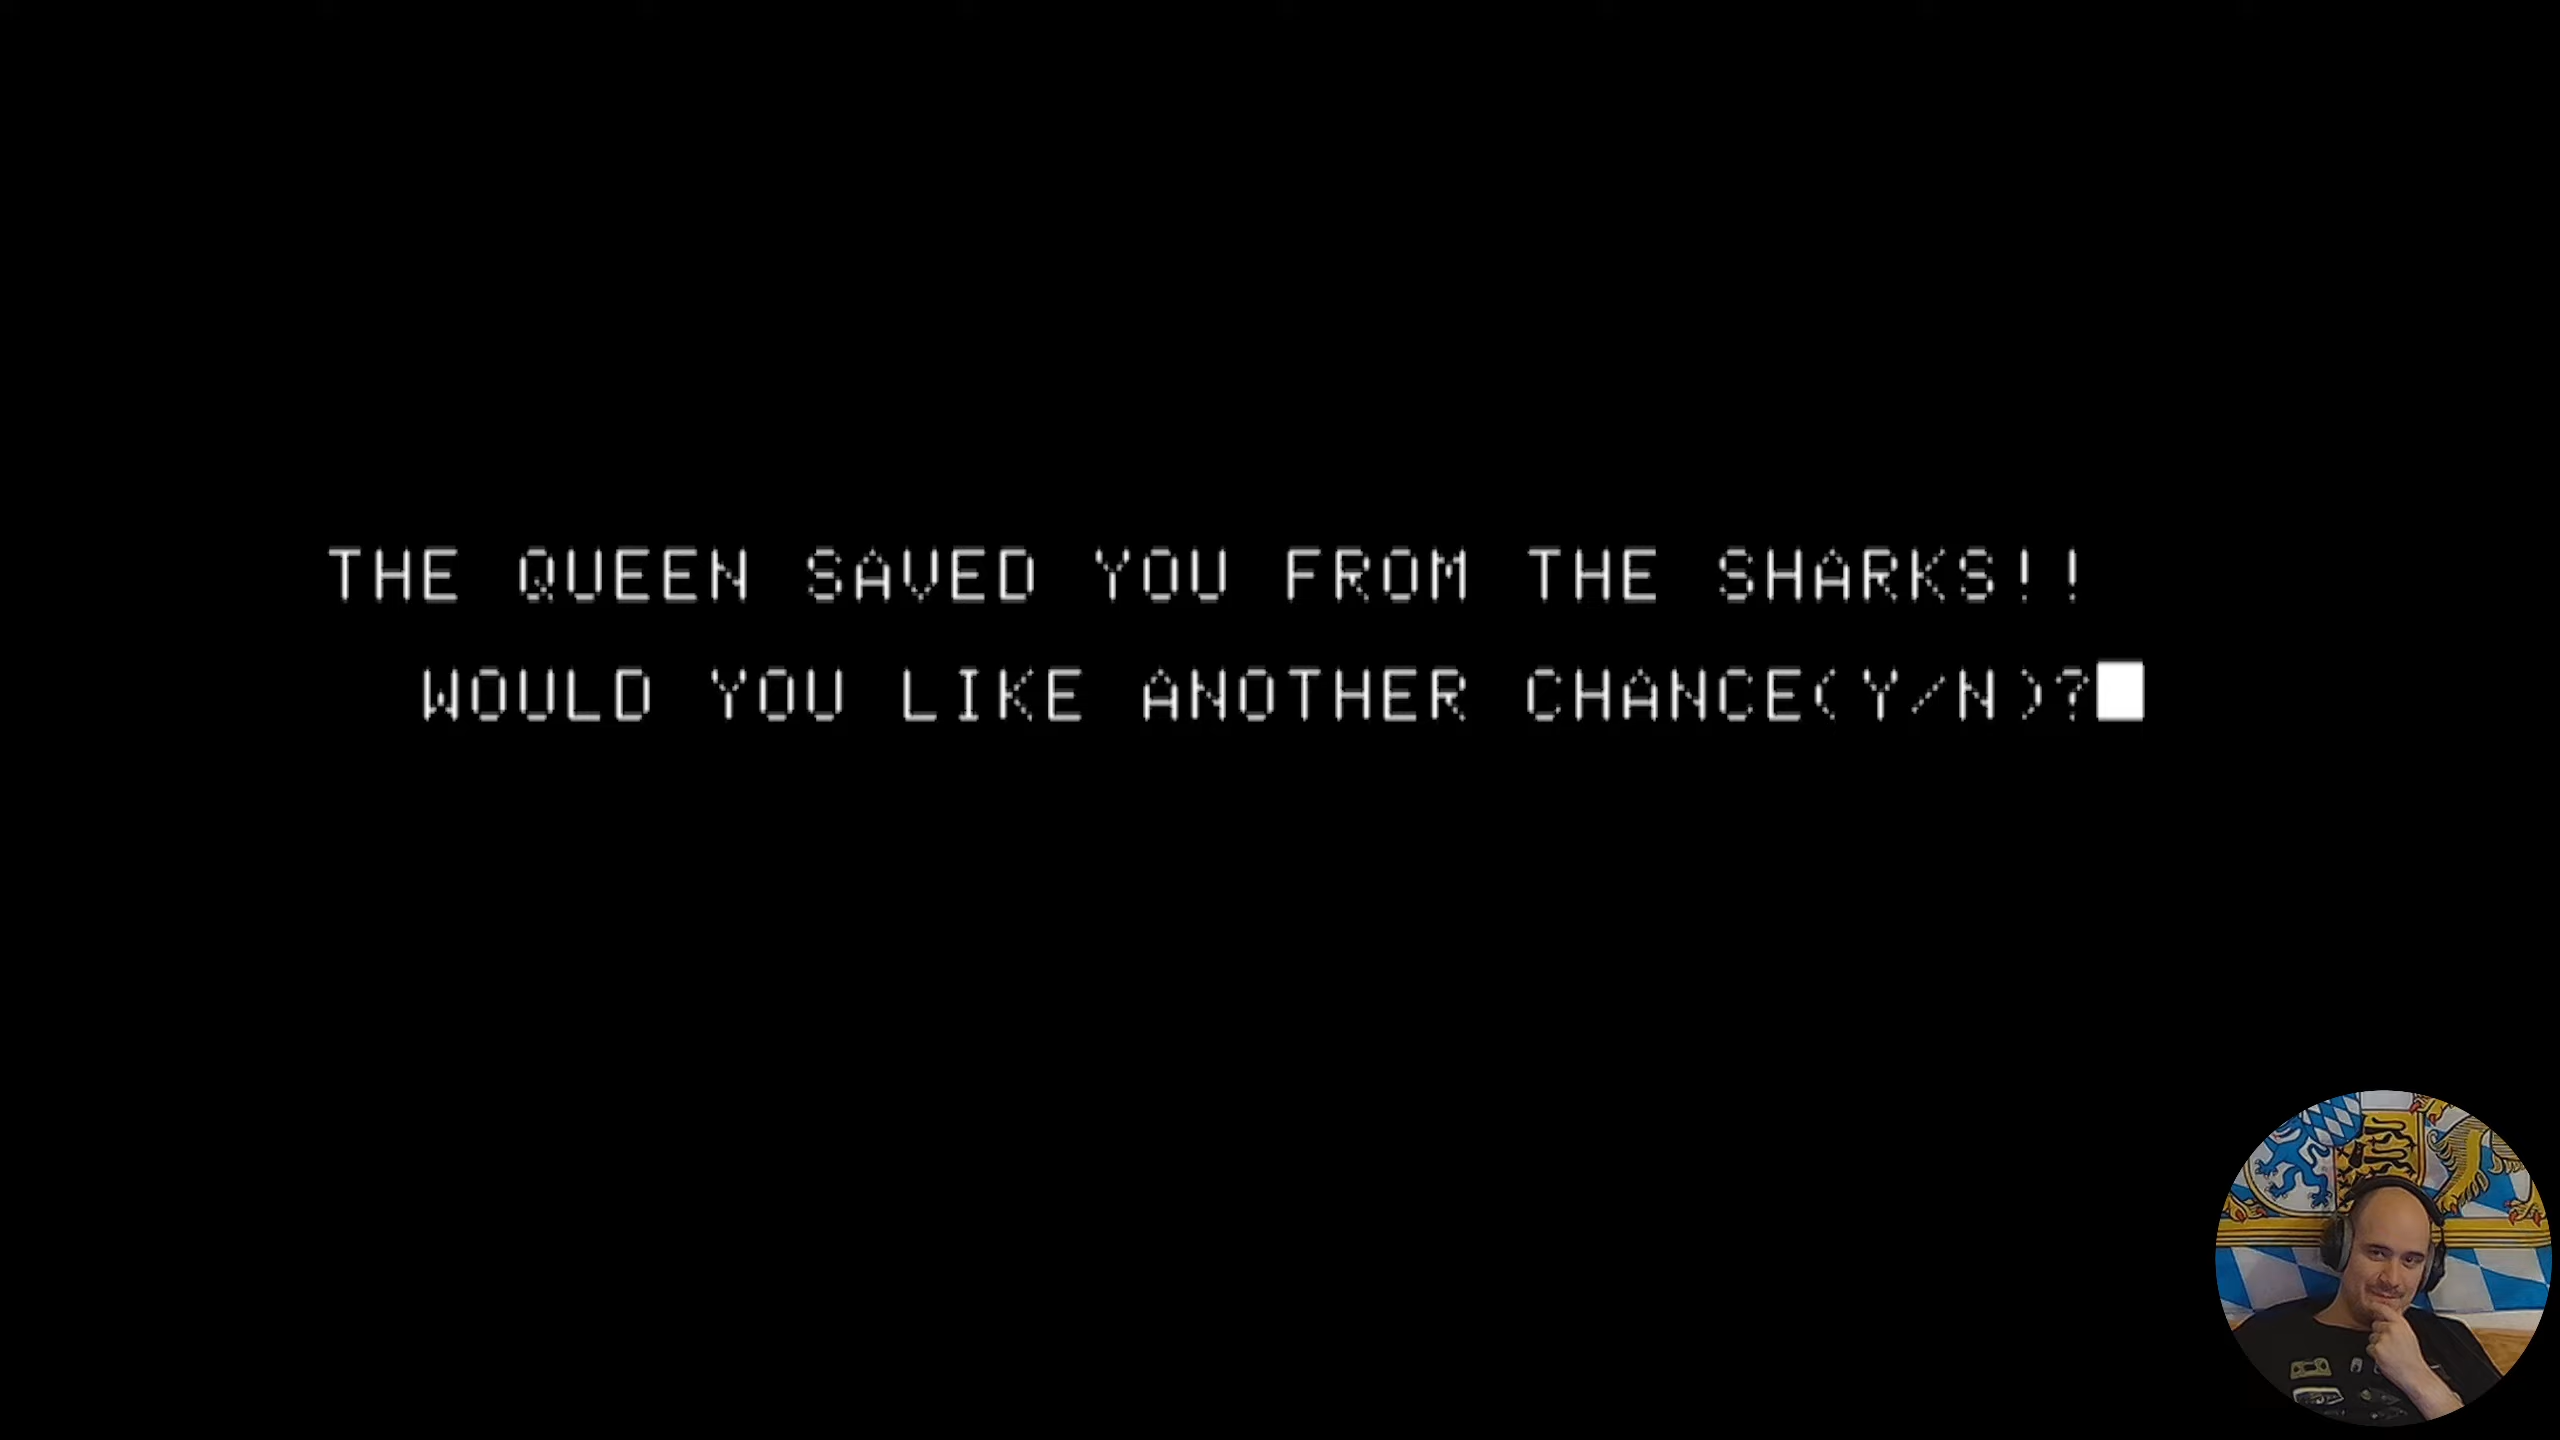 THE QUEEN SAVED YOU FROM THE SHARKS!!
WOULD YOU LIKE ANOTHER CHANCE(Y/N)?